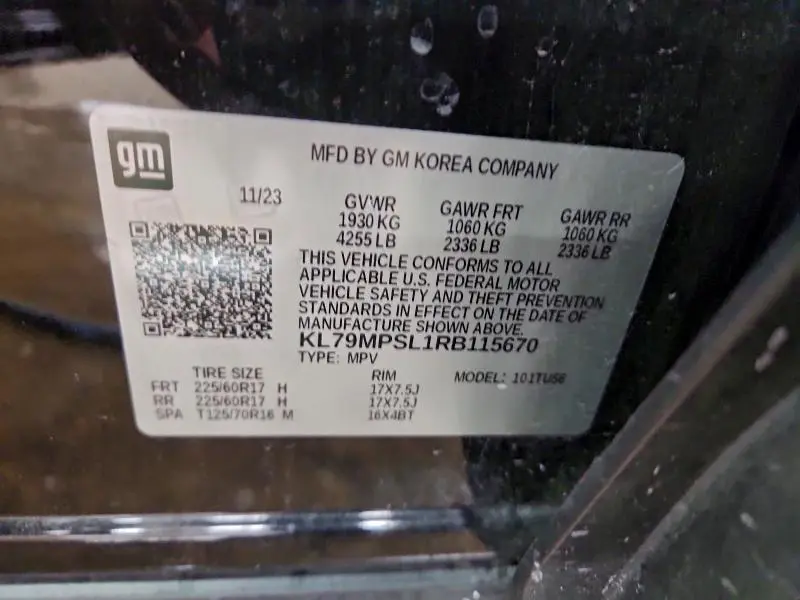 gm
MFD BY GM KOREA COMPANY
11/23
GVWR GAWR FRT GAWR RR
1930 KG 1060 KG 1060 KG
4255 LB 2336 LB 2336 LB
THIS VEHICLE CONFORMS TO ALL
APPLICABLE U.S. FEDERAL MOTOR
VEHICLE SAFETY AND THEFT PREVENTION
STANDARDS IN EFFECT ON THE DATE OF
MANUFACTURE SHOWN ABOVE.
KL79MPSL1RB115670
TYPE: MPV
TIRE SIZE RIM MODEL: 101TU56
FRT 225/60R17 H 17X7.5J
RR 225/60R17 H 17X7.5J
SPA T125/70R16 M 16X4BT